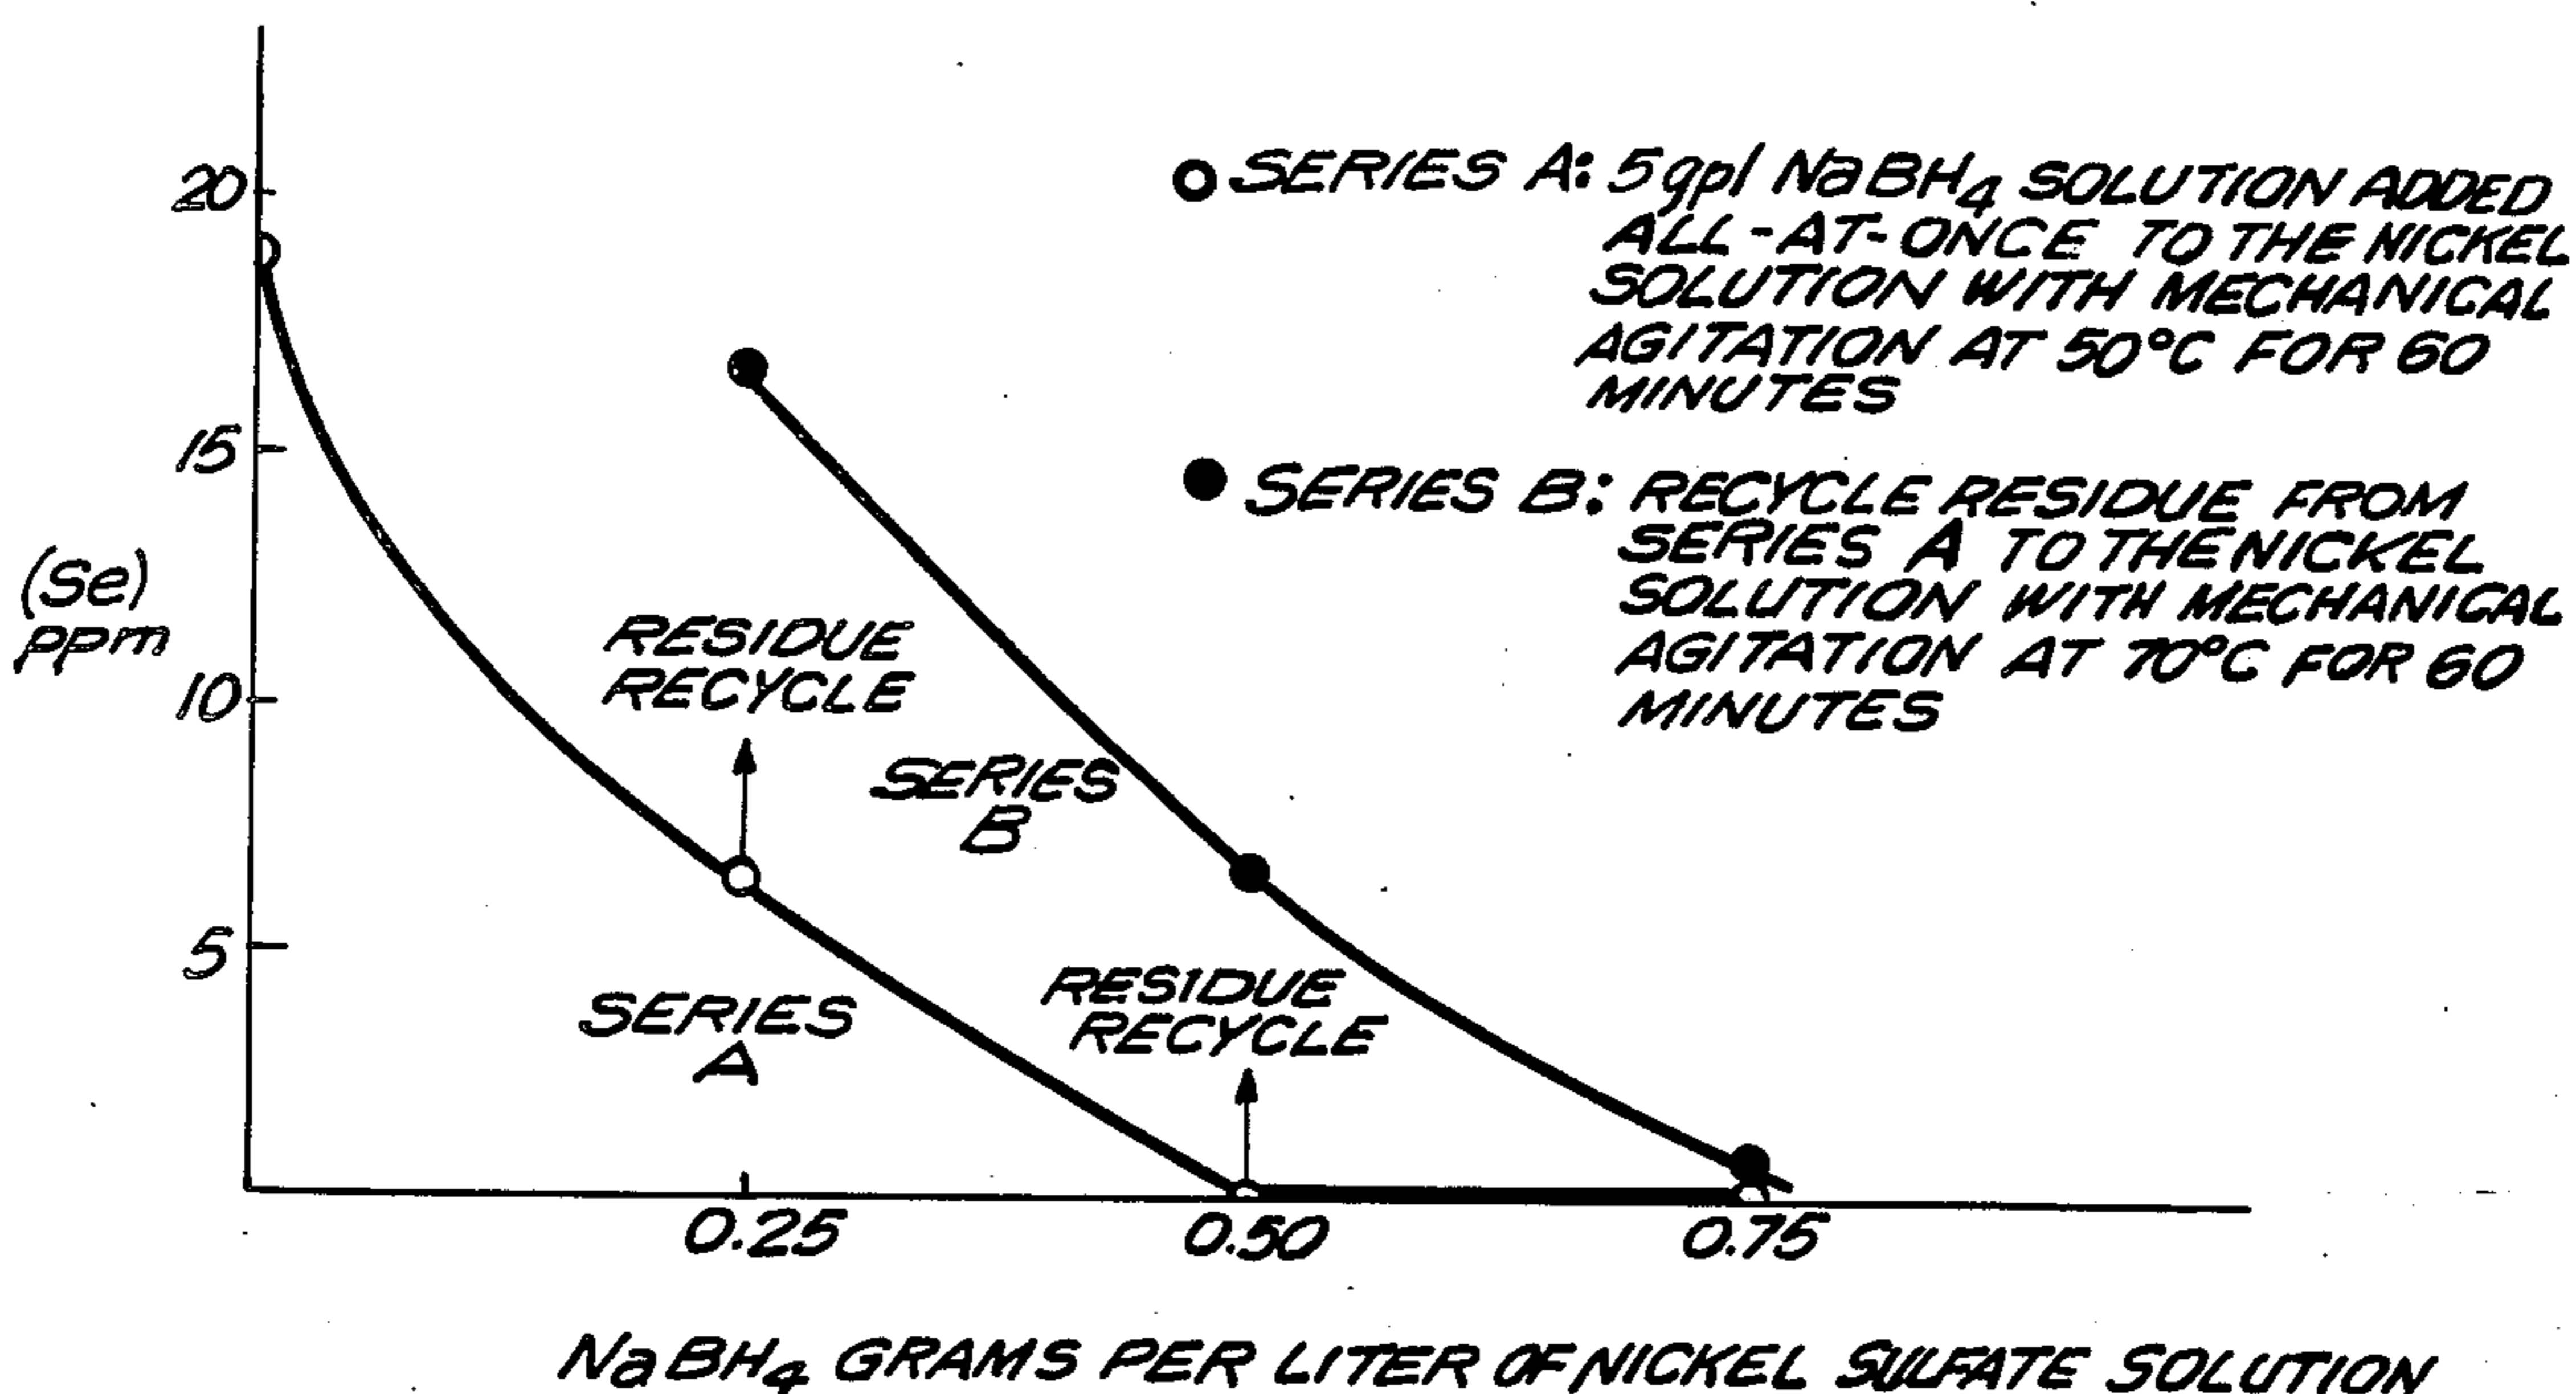 20
15
10
5
(Se)
ppm
○ SERIES A: 5gpl NaBH₄ SOLUTION ADDED
ALL-AT-ONCE TO THE NICKEL
SOLUTION WITH MECHANICAL
AGITATION AT 50°C FOR 60
MINUTES
● SERIES B: RECYCLE RESIDUE FROM
SERIES A TO THE NICKEL
SOLUTION WITH MECHANICAL
AGITATION AT 70°C FOR 60
MINUTES
RESIDUE
RECYCLE
SERIES
B
SERIES
A
RESIDUE
RECYCLE
0.25
0.50
0.75
NaBH₄ GRAMS PER LITER OF NICKEL SULFATE SOLUTION